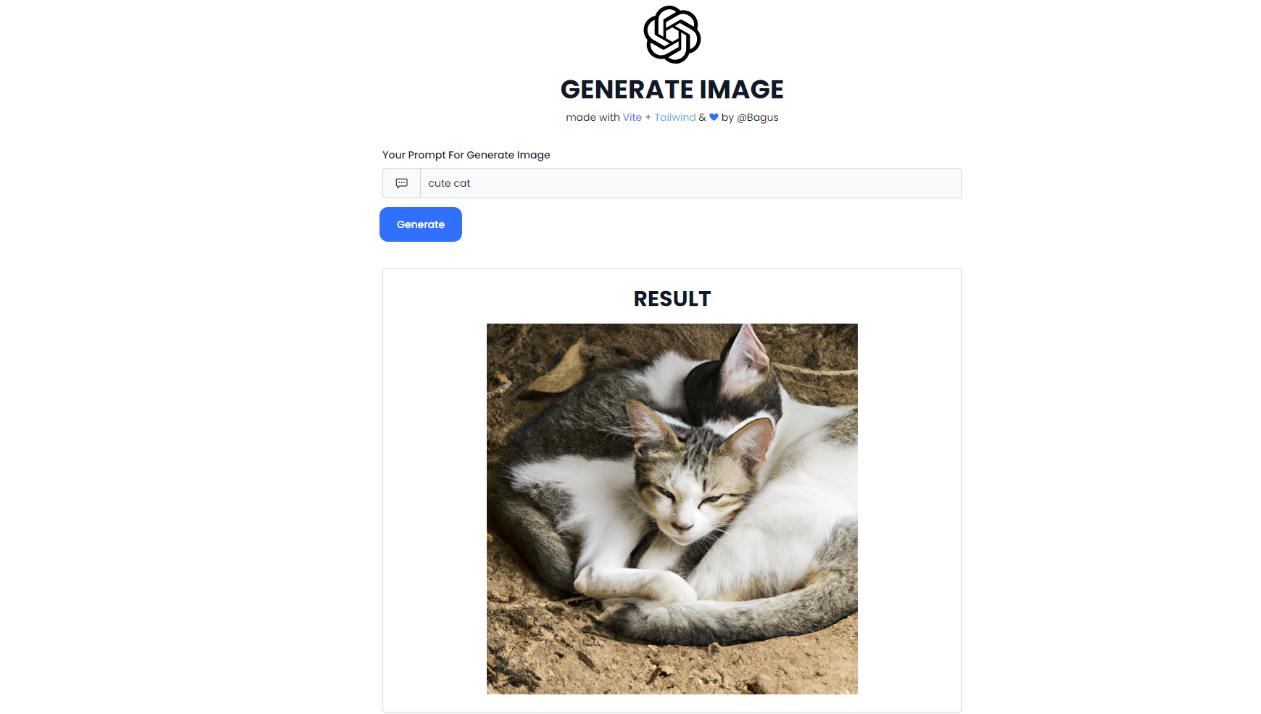 GENERATE IMAGE
made with Vite + Tailwind & 💙 by @Bagus
Your Prompt For Generate Image
cute cat
Generate
RESULT